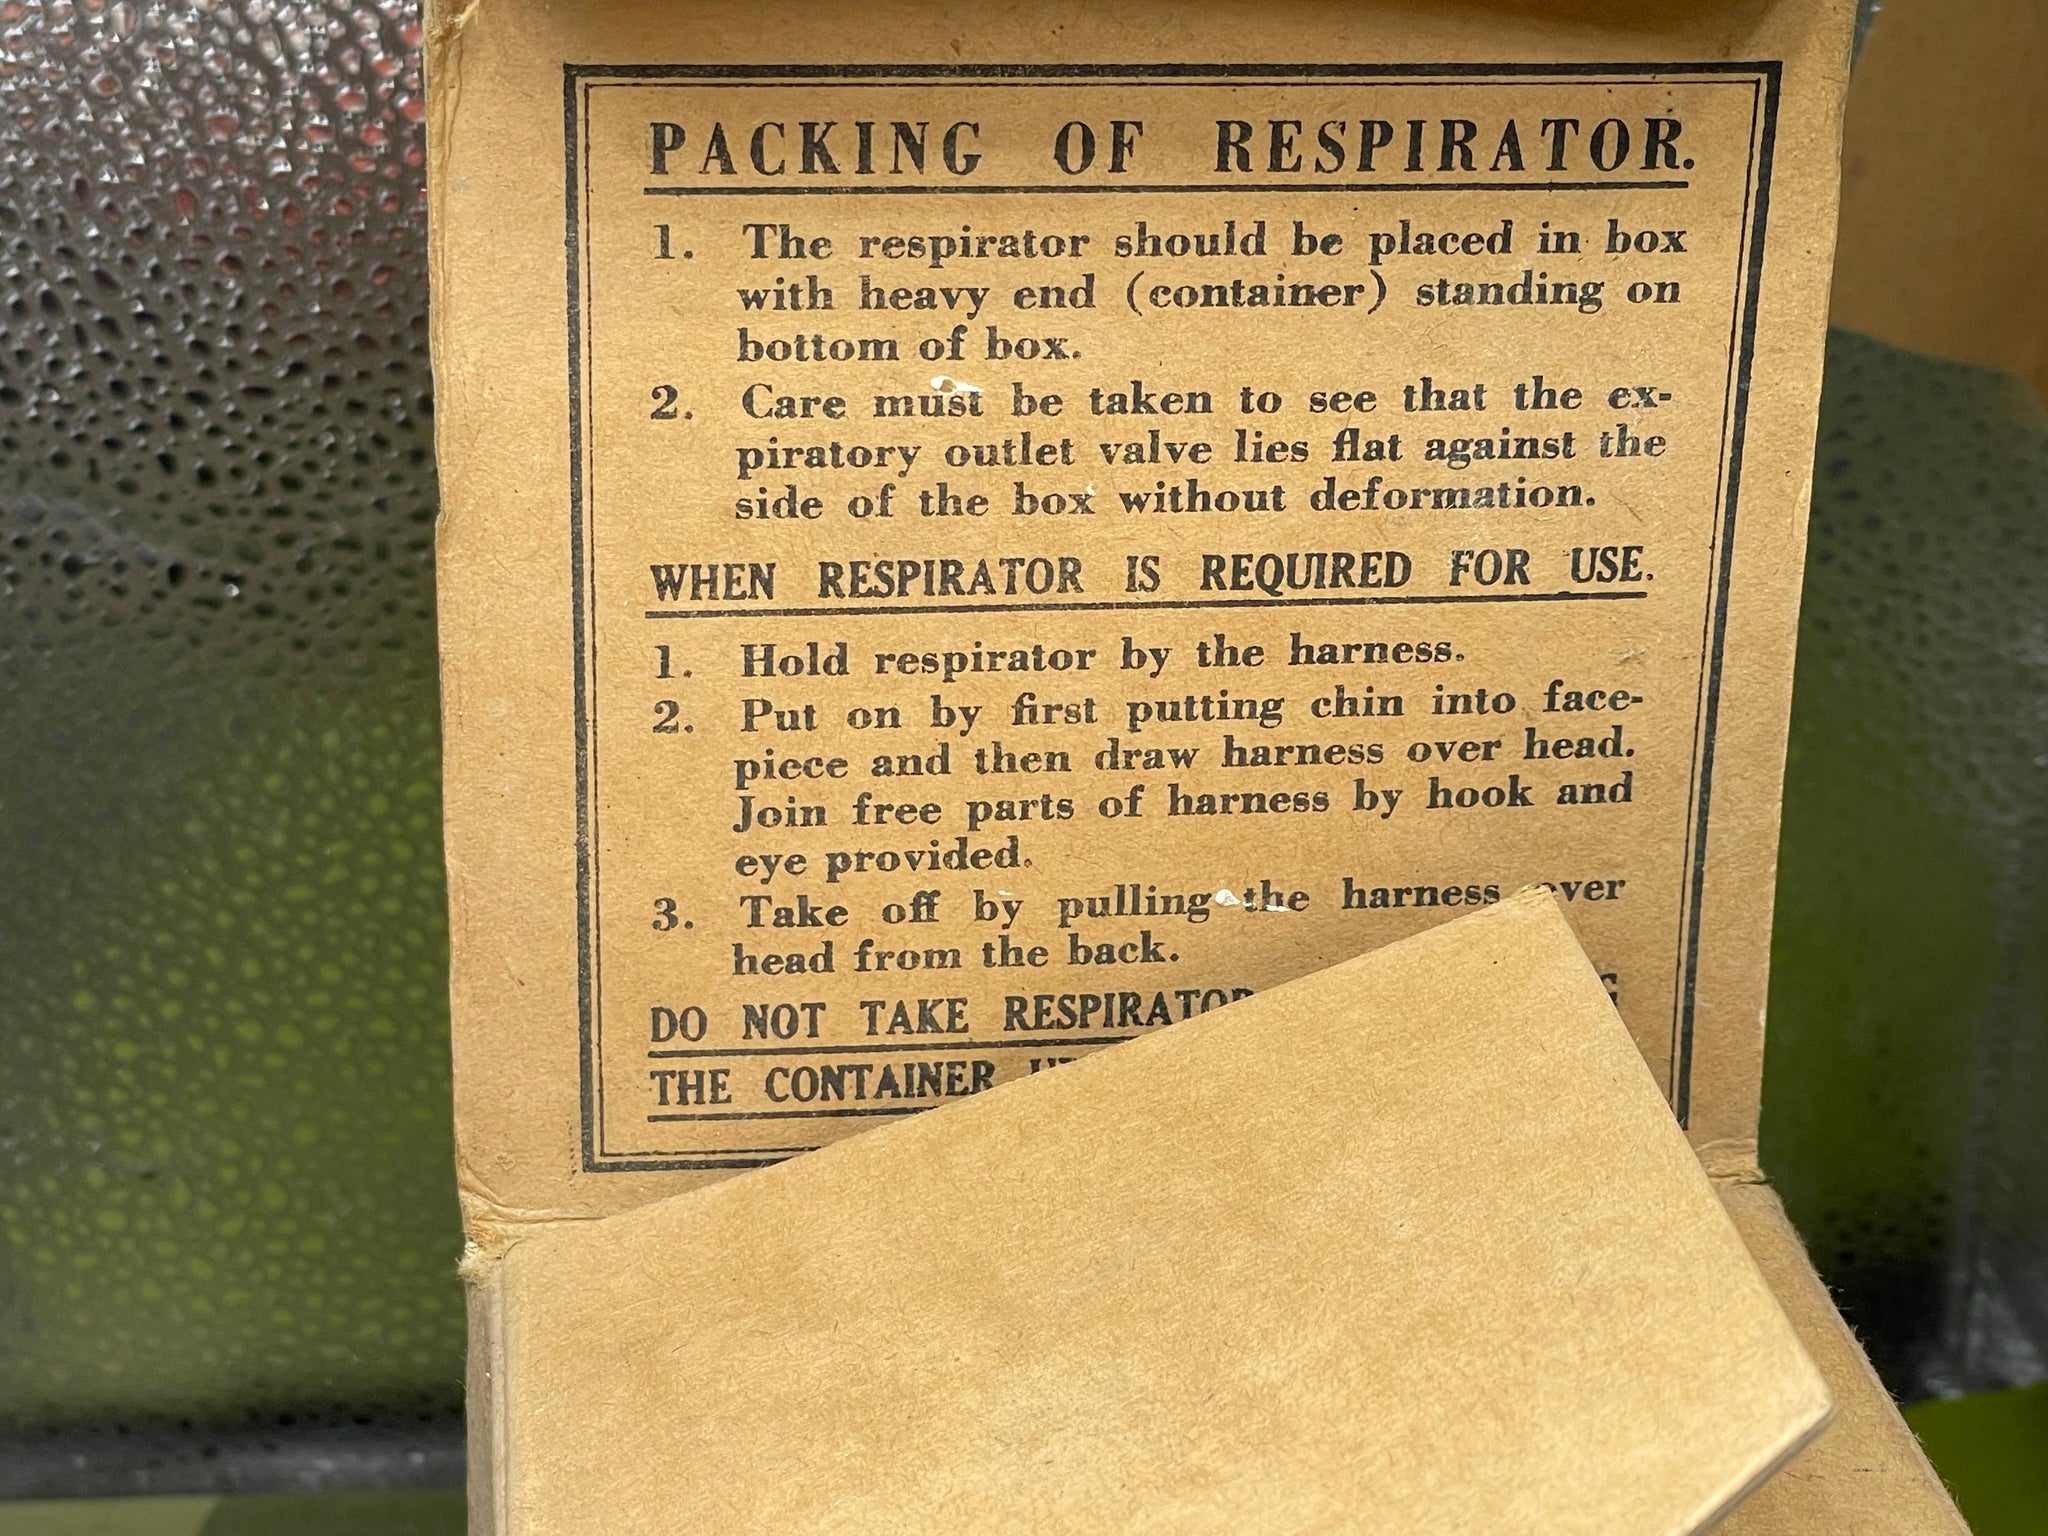 PACKING OF RESPIRATOR.
1. The respirator should be placed in box
with heavy end (container) standing on
bottom of box.
2. Care must be taken to see that the ex-
piratory outlet valve lies flat against the
side of the box without deformation.
WHEN RESPIRATOR IS REQUIRED FOR USE.
1. Hold respirator by the harness.
2. Put on by first putting chin into face-
piece and then draw harness over head.
Join free parts of harness by hook and
eye provided.
3. Take off by pulling the harness over
head from the back.
DO NOT TAKE RESPIRATOR
THE CONTAINER